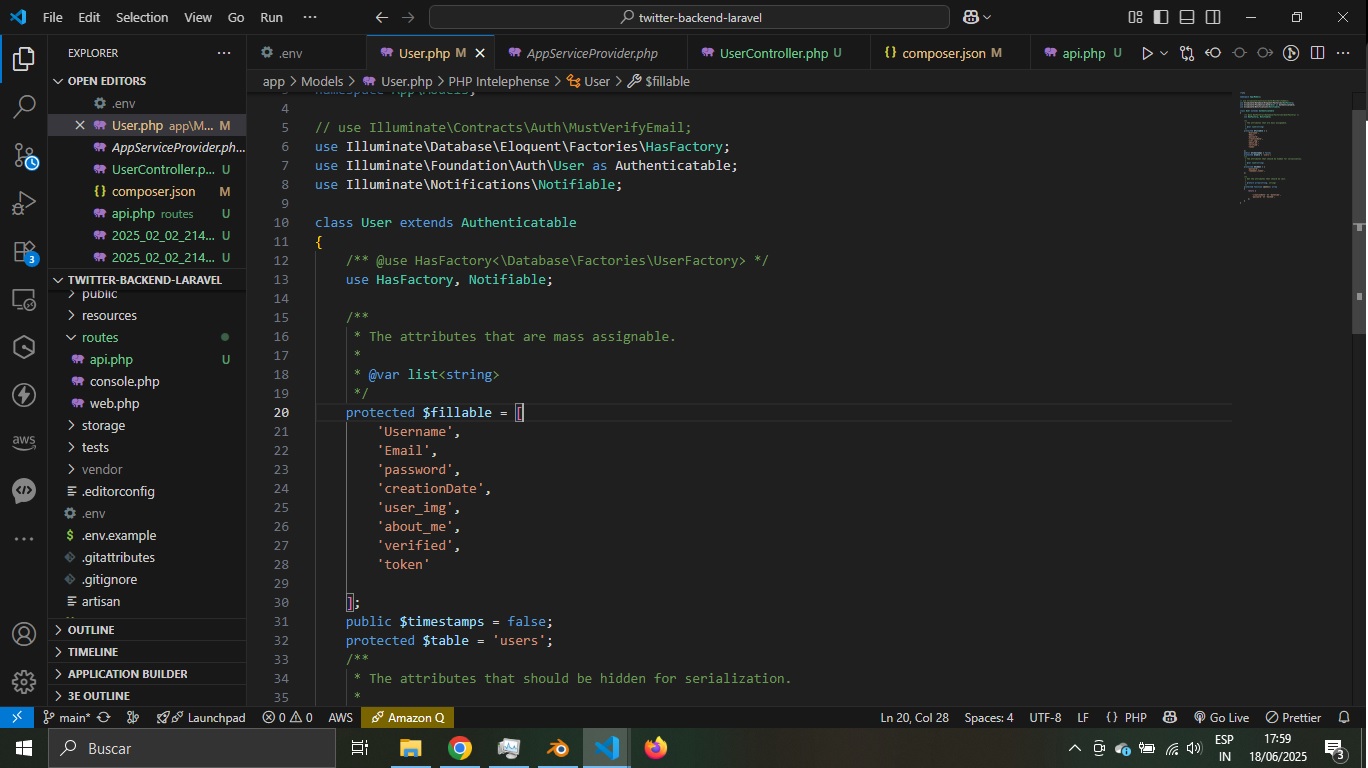 File Edit Selection View Go Run ··· twitter-backend-laravel
EXPLORER ···
OPEN EDITORS
.env
User.php app\M... M
AppServiceProvider.ph...
UserController.p... U
{} composer.json M
api.php routes U
2025_02_02_214... U
2025_02_02_214... U
TWITTER-BACKEND-LARAVEL
public
resources
routes
api.php U
console.php
web.php
storage
tests
vendor
.editorconfig
.env
$ .env.example
.gitattributes
.gitignore
artisan
OUTLINE
TIMELINE
APPLICATION BUILDER
3E OUTLINE
aws
3
.env User.php M AppServiceProvider.php UserController.php U {} composer.json M api.php U
app > Models > User.php > PHP Intelephense > User > $fillable
3 namespace App\Models;
4
5 // use Illuminate\Contracts\Auth\MustVerifyEmail;
6 use Illuminate\Database\Eloquent\Factories\HasFactory;
7 use Illuminate\Foundation\Auth\User as Authenticatable;
8 use Illuminate\Notifications\Notifiable;
9
10 class User extends Authenticatable
11 {
12 /** @use HasFactory<\Database\Factories\UserFactory> */
13 use HasFactory, Notifiable;
14
15 /**
16 * The attributes that are mass assignable.
17 *
18 * @var list<string>
19 */
20 protected $fillable = [
21 'Username',
22 'Email',
23 'password',
24 'creationDate',
25 'user_img',
26 'about_me',
27 'verified',
28 'token'
29
30 ];
31 public $timestamps = false;
32 protected $table = 'users';
33 /**
34 * The attributes that should be hidden for serialization.
35 *
main* Launchpad 0 0 AWS Amazon Q Ln 20, Col 28 Spaces: 4 UTF-8 LF {} PHP Go Live Prettier
Buscar ESP IN 17:59 18/06/2025 3